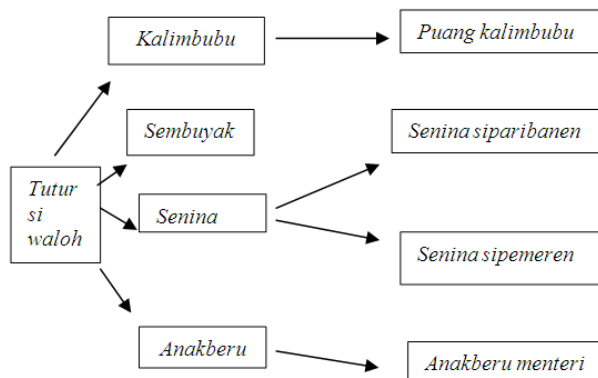 Kalimbubu
Puang kalimbubu
Sembuyak
Senina siparibanen
Tutur
si
waloh
Senina
Senina sipemeren
Anakberu
Anakberu menteri